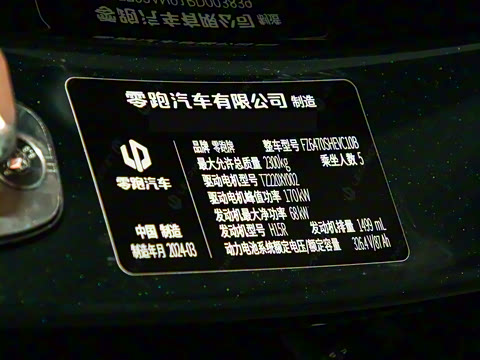 零跑汽车有限公司 制造
品牌 零跑牌 整车型号 FZ6470SHEVC10B
最大允许总质量 2300kg 乘坐人数 5
驱动电机型号 TZ220XY002
驱动电机峰值功率 170kW
发动机最大净功率 68kW
发动机型号 H15R 发动机排量 1499 mL
动力电池系统额定电压/额定容量 326.4V/87Ah
零跑汽车
中国 制造
制造年月 2024-03